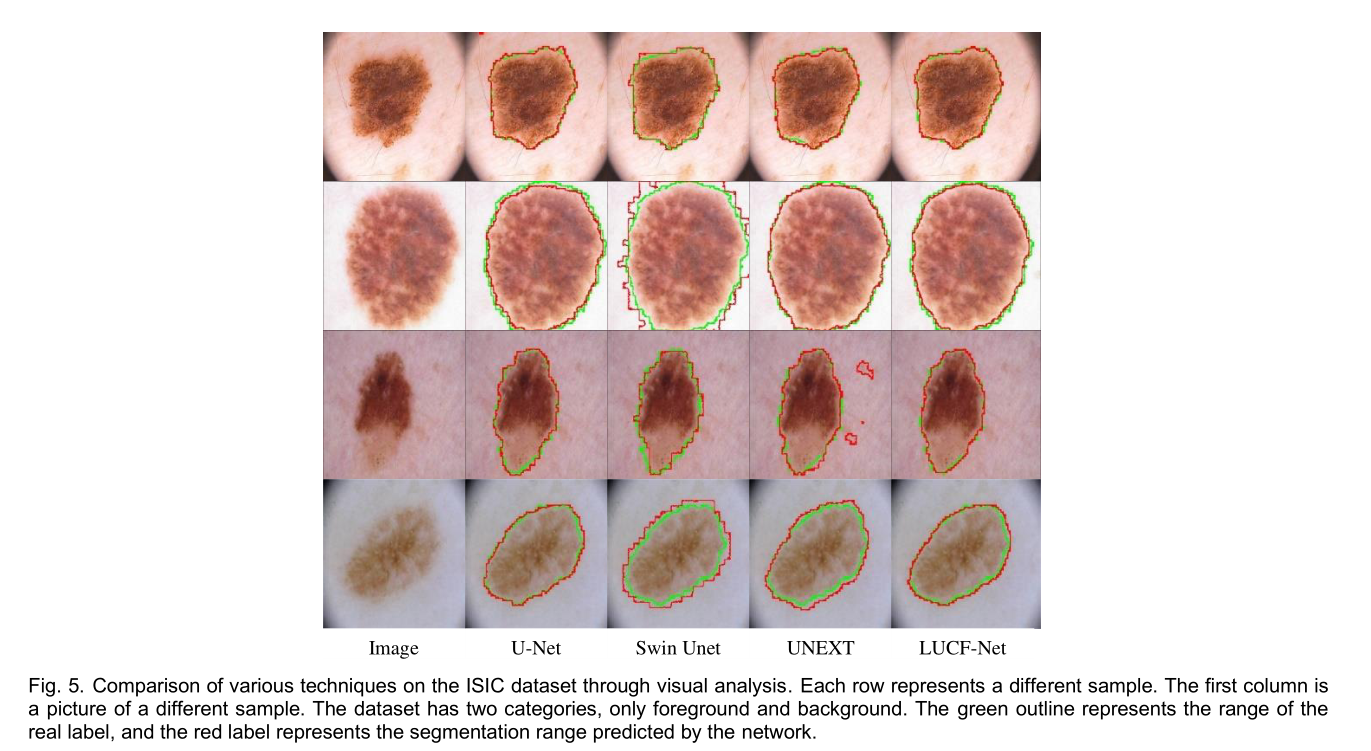 Image U-Net Swin Unet UNEXT LUCF-Net
Fig. 5. Comparison of various techniques on the ISIC dataset through visual analysis. Each row represents a different sample. The first column is
a picture of a different sample. The dataset has two categories, only foreground and background. The green outline represents the range of the
real label, and the red label represents the segmentation range predicted by the network.